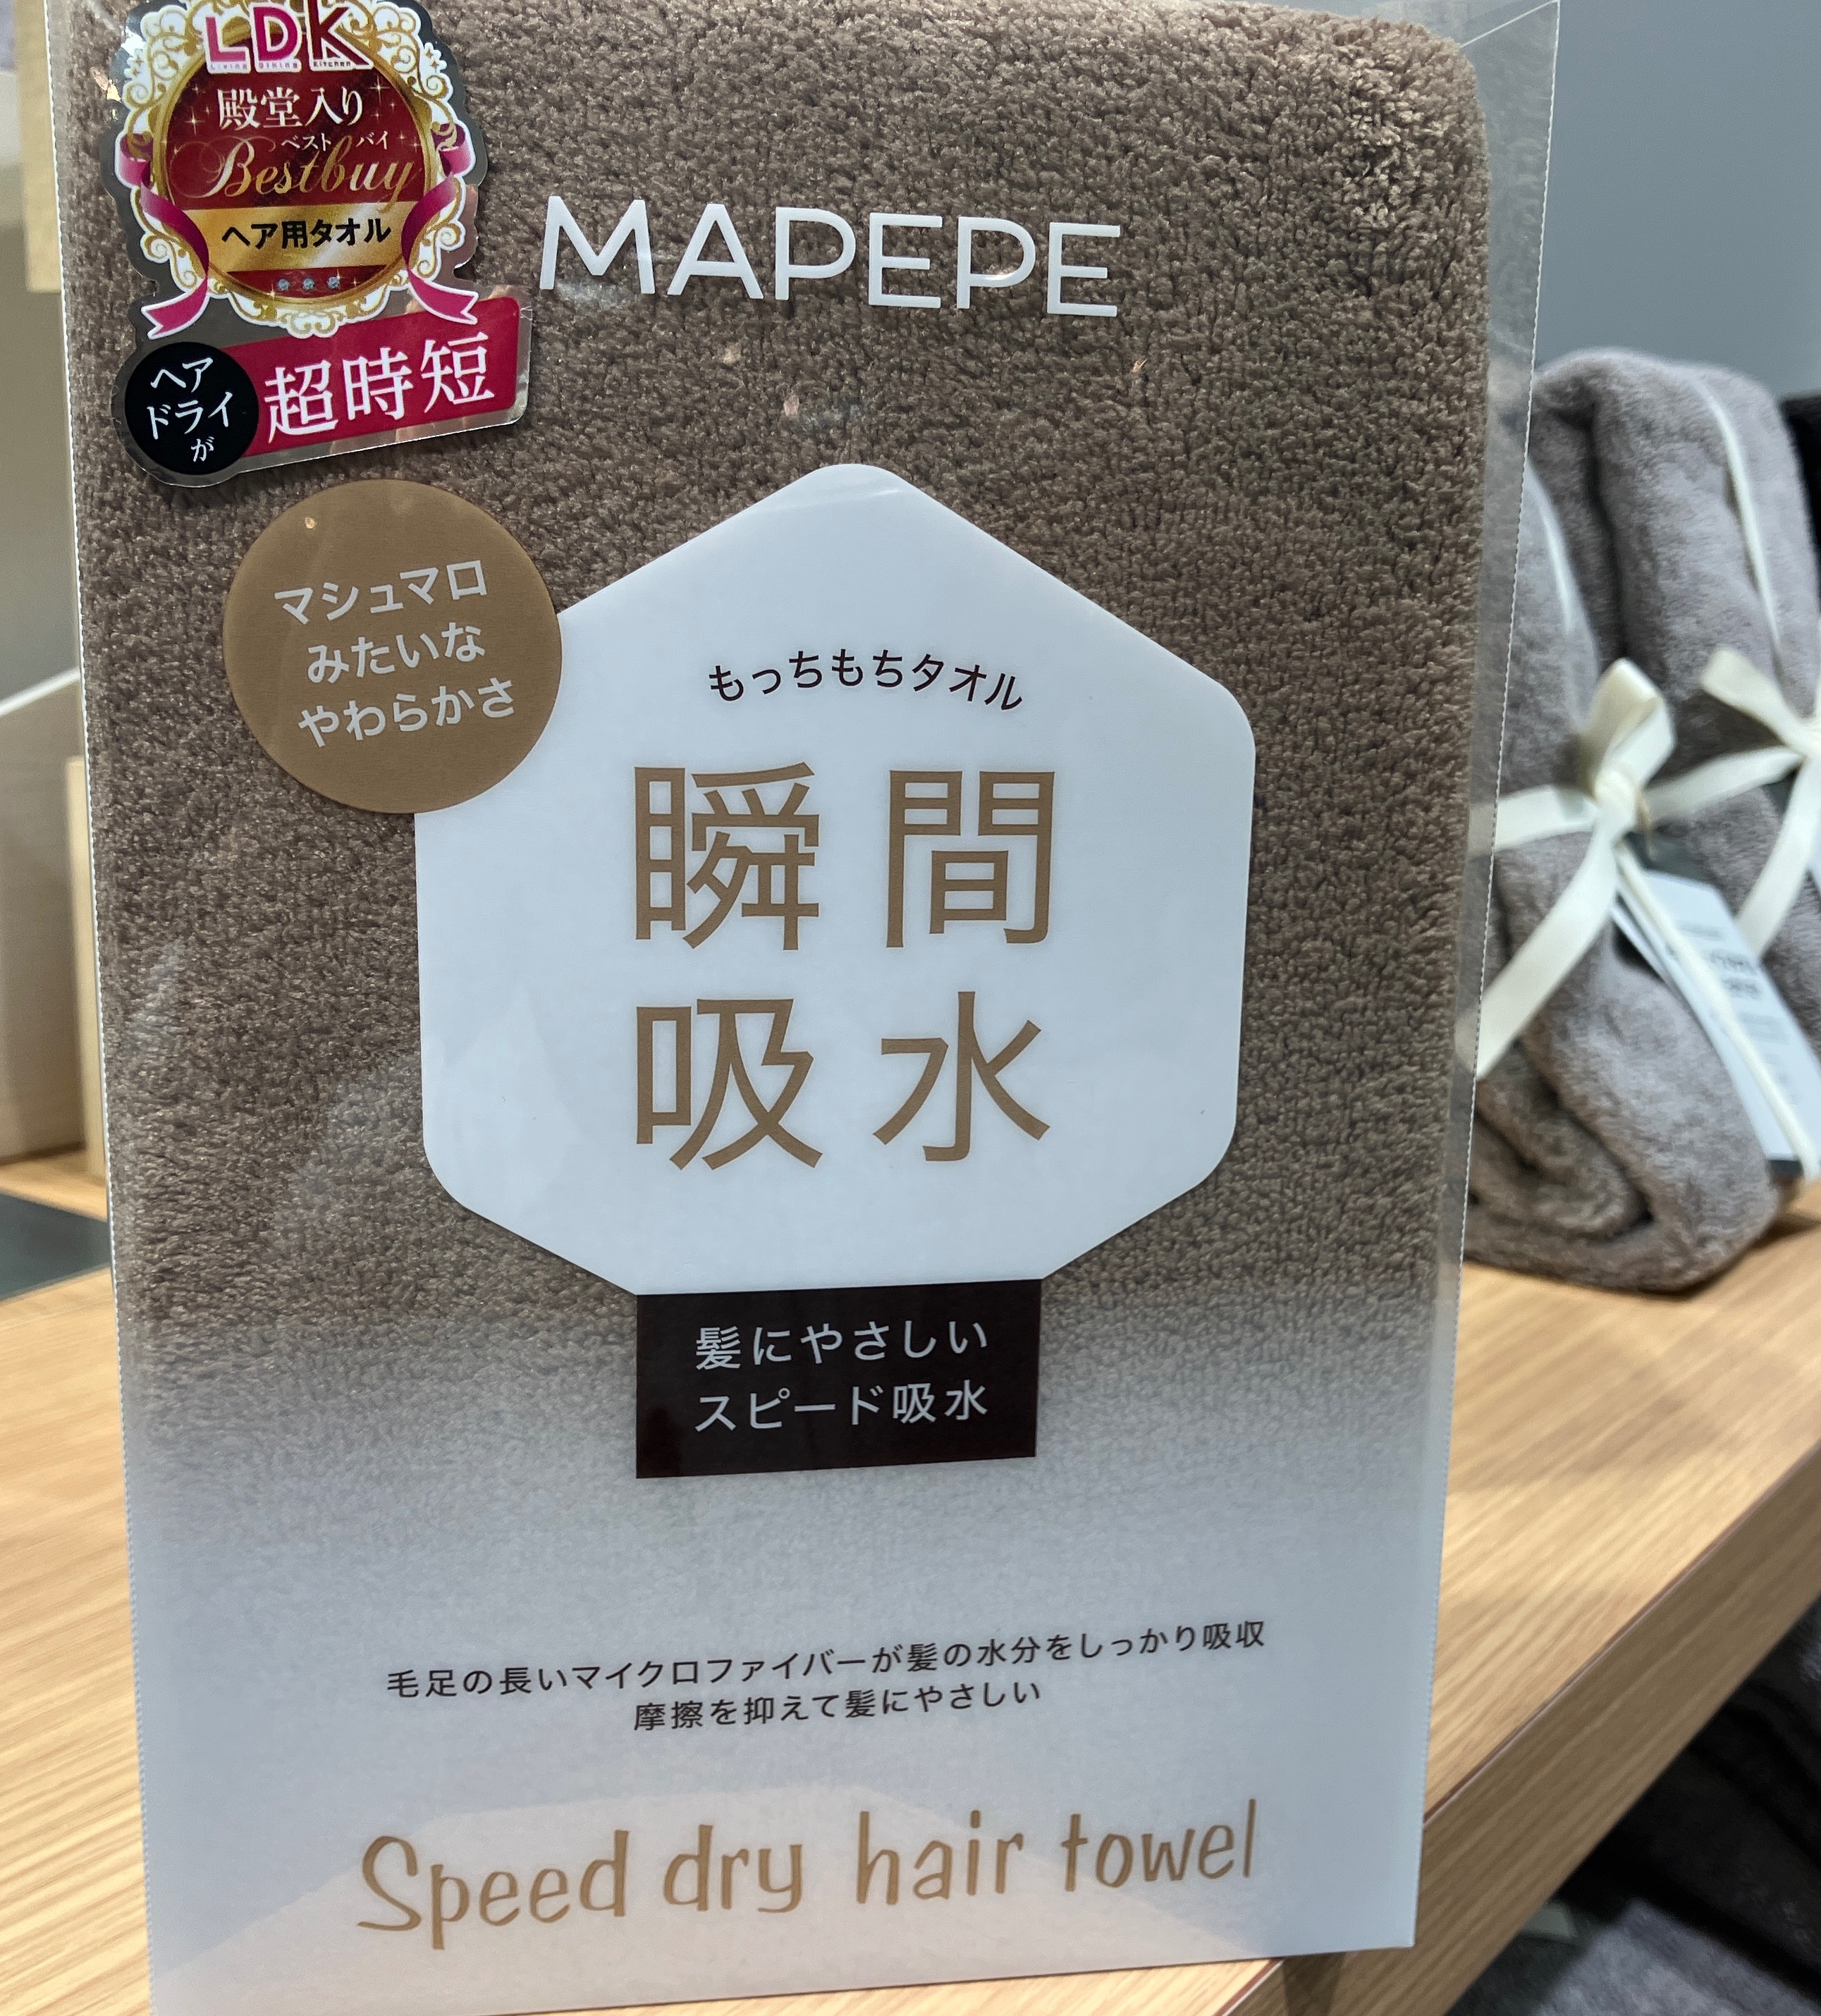 LDK
Living Dining Kitchen
殿堂入り
ベストバイ
Bestbuy
ヘア用タオル
ヘア
ドライ
が
超時短
MAPEPE
マシュマロ
みたいな
やわらかさ
もっちもちタオル
瞬間
吸水
髪にやさしい
スピード吸水
毛足の長いマイクロファイバーが髪の水分をしっかり吸収
摩擦を抑えて髪にやさしい
Speed dry hair towel